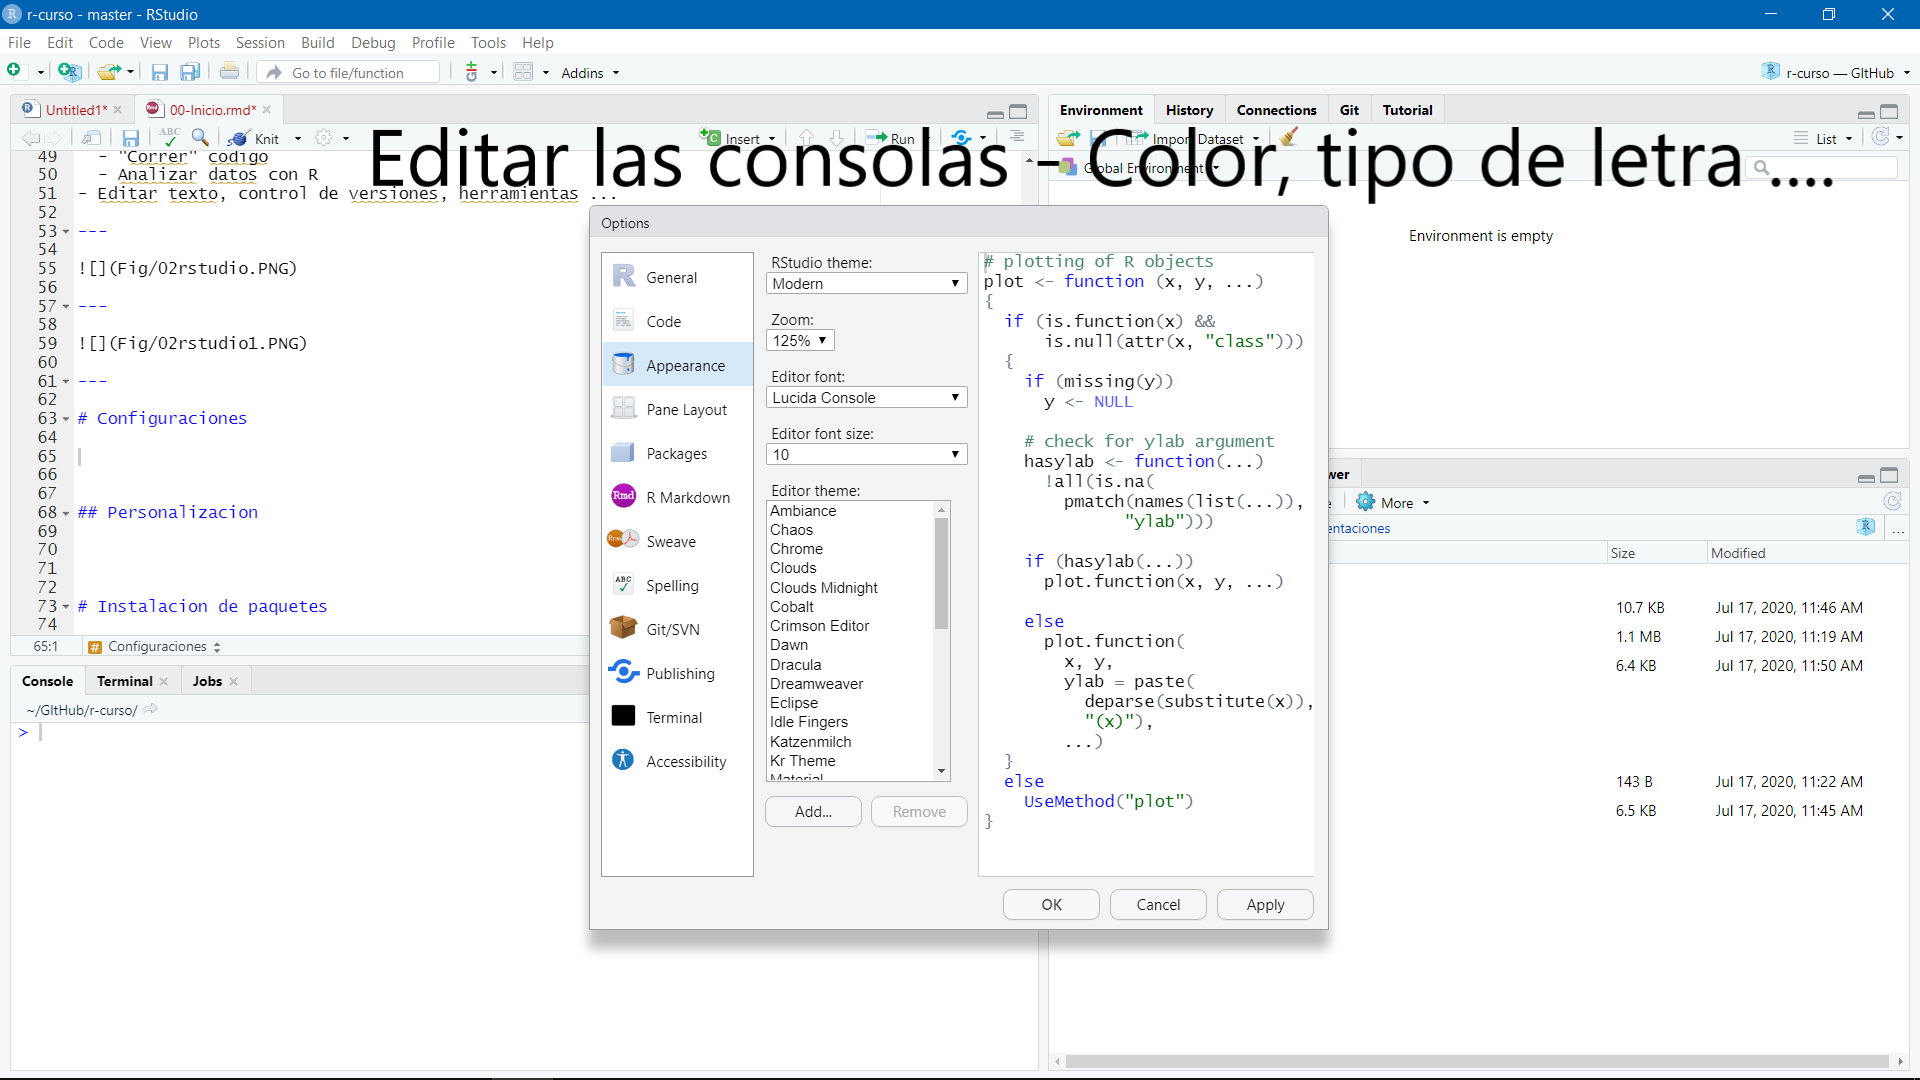 r-curso - master - RStudio
File Edit Code View Plots Session Build Debug Profile Tools Help
Go to file/function
Addins
r-curso — GItHub
Untitled1*
00-Inicio.rmd*
ABC
Knit
Insert
Run
Editar las consolas - Color, tipo de letra ....
49 - "Correr" codigo
50 - Analizar datos con R
51 - Editar texto, control de versiones, herramientas ...
52
53 ---
54
55 ![](Fig/02rstudio.PNG)
56
57 ---
58
59 ![](Fig/02rstudio1.PNG)
60
61 ---
62
63 # Configuraciones
64
65
66
67
68 ## Personalizacion
69
70
71
72
73 # Instalacion de paquetes
74
65:1 # Configuraciones
Console Terminal Jobs
~/GItHub/r-curso/
>
Environment History Connections Git Tutorial
Import Dataset
List
Global Environment
Environment is empty
wer
e
More
entaciones
...
Size Modified
10.7 KB Jul 17, 2020, 11:46 AM
1.1 MB Jul 17, 2020, 11:19 AM
6.4 KB Jul 17, 2020, 11:50 AM
143 B Jul 17, 2020, 11:22 AM
6.5 KB Jul 17, 2020, 11:45 AM
Options
General
Code
Appearance
Pane Layout
Packages
Rmd R Markdown
Sweave
ABC Spelling
Git/SVN
Publishing
Terminal
Accessibility
RStudio theme:
Modern
Zoom:
125%
Editor font:
Lucida Console
Editor font size:
10
Editor theme:
Ambiance
Chaos
Chrome
Clouds
Clouds Midnight
Cobalt
Crimson Editor
Dawn
Dracula
Dreamweaver
Eclipse
Idle Fingers
Katzenmilch
Kr Theme
Material
Add... Remove
# plotting of R objects
plot <- function (x, y, ...)
{
  if (is.function(x) &&
      is.null(attr(x, "class")))
  {
    if (missing(y))
      y <- NULL

    # check for ylab argument
    hasylab <- function(...)
      !all(is.na(
        pmatch(names(list(...)),
              "ylab")))

    if (hasylab(...))
      plot.function(x, y, ...)

    else
      plot.function(
        x, y,
        ylab = paste(
          deparse(substitute(x)),
          "(x)"),
        ...)
  }
  else
    UseMethod("plot")
}
OK Cancel Apply